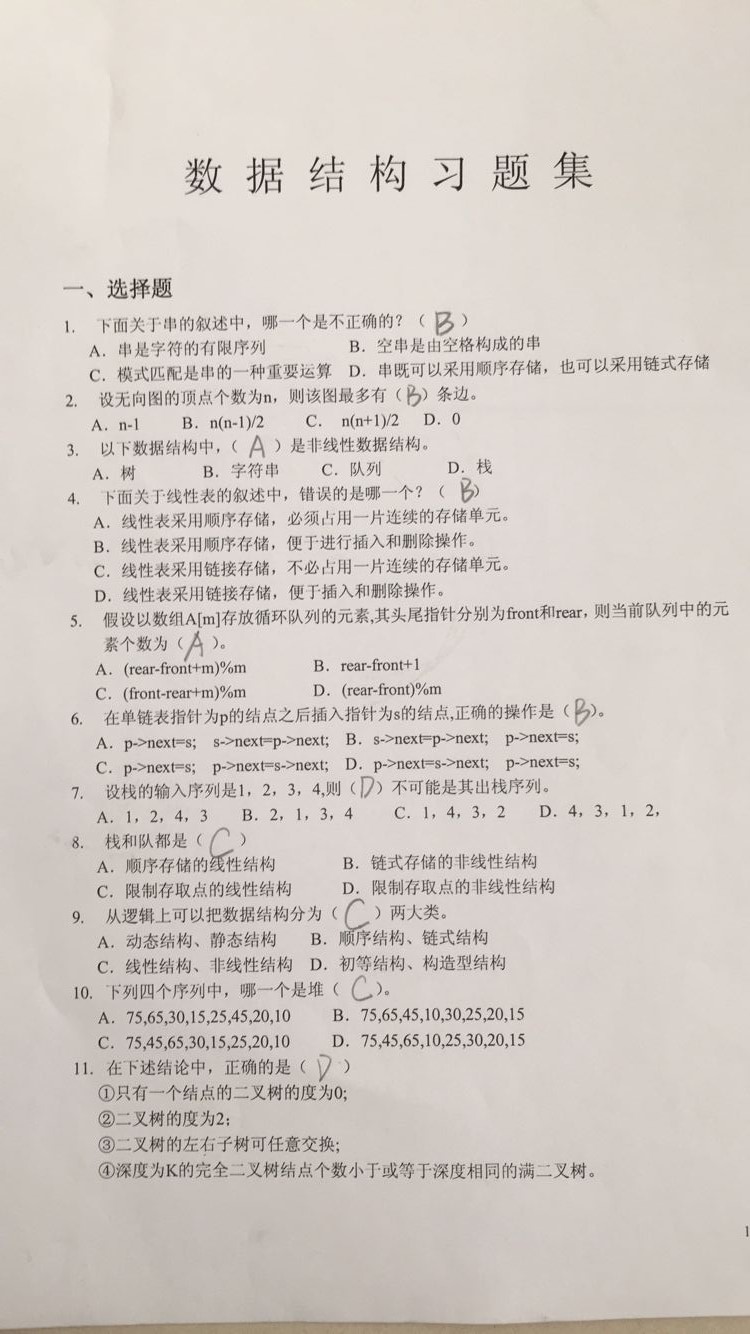 数据结构习题集
一、选择题
1. 下面关于串的叙述中，哪一个是不正确的？（ B ）
A．串是字符的有限序列 B．空串是由空格构成的串
C．模式匹配是串的一种重要运算 D．串既可以采用顺序存储，也可以采用链式存储
2. 设无向图的顶点个数为n，则该图最多有（B）条边。
A．n-1 B．n(n-1)/2 C． n(n+1)/2 D．0
3. 以下数据结构中，（ A ）是非线性数据结构。
A．树 B．字符串 C．队列 D．栈
4. 下面关于线性表的叙述中，错误的是哪一个？（ B）
A．线性表采用顺序存储，必须占用一片连续的存储单元。
B．线性表采用顺序存储，便于进行插入和删除操作。
C．线性表采用链接存储，不必占用一片连续的存储单元。
D．线性表采用链接存储，便于插入和删除操作。
5. 假设以数组A[m]存放循环队列的元素,其头尾指针分别为front和rear，则当前队列中的元
素个数为（A）。
A．(rear-front+m)%m B．rear-front+1
C．(front-rear+m)%m D．(rear-front)%m
6. 在单链表指针为p的结点之后插入指针为s的结点,正确的操作是（B）。
A．p->next=s; s->next=p->next; B．s->next=p->next; p->next=s;
C．p->next=s; p->next=s->next; D．p->next=s->next; p->next=s;
7. 设栈的输入序列是1，2，3，4,则（D）不可能是其出栈序列。
A．1，2，4，3 B．2，1，3，4 C．1，4，3，2 D．4，3，1，2，
8. 栈和队都是（ C ）
A．顺序存储的线性结构 B．链式存储的非线性结构
C．限制存取点的线性结构 D．限制存取点的非线性结构
9. 从逻辑上可以把数据结构分为（ C ）两大类。
A．动态结构、静态结构 B．顺序结构、链式结构
C．线性结构、非线性结构 D．初等结构、构造型结构
10. 下列四个序列中，哪一个是堆（ C ）。
A．75,65,30,15,25,45,20,10 B．75,65,45,10,30,25,20,15
C．75,45,65,30,15,25,20,10 D．75,45,65,10,25,30,20,15
11. 在下述结论中，正确的是（ D ）
①只有一个结点的二叉树的度为0;
②二叉树的度为2；
③二叉树的左右子树可任意交换;
④深度为K的完全二叉树结点个数小于或等于深度相同的满二叉树。
1